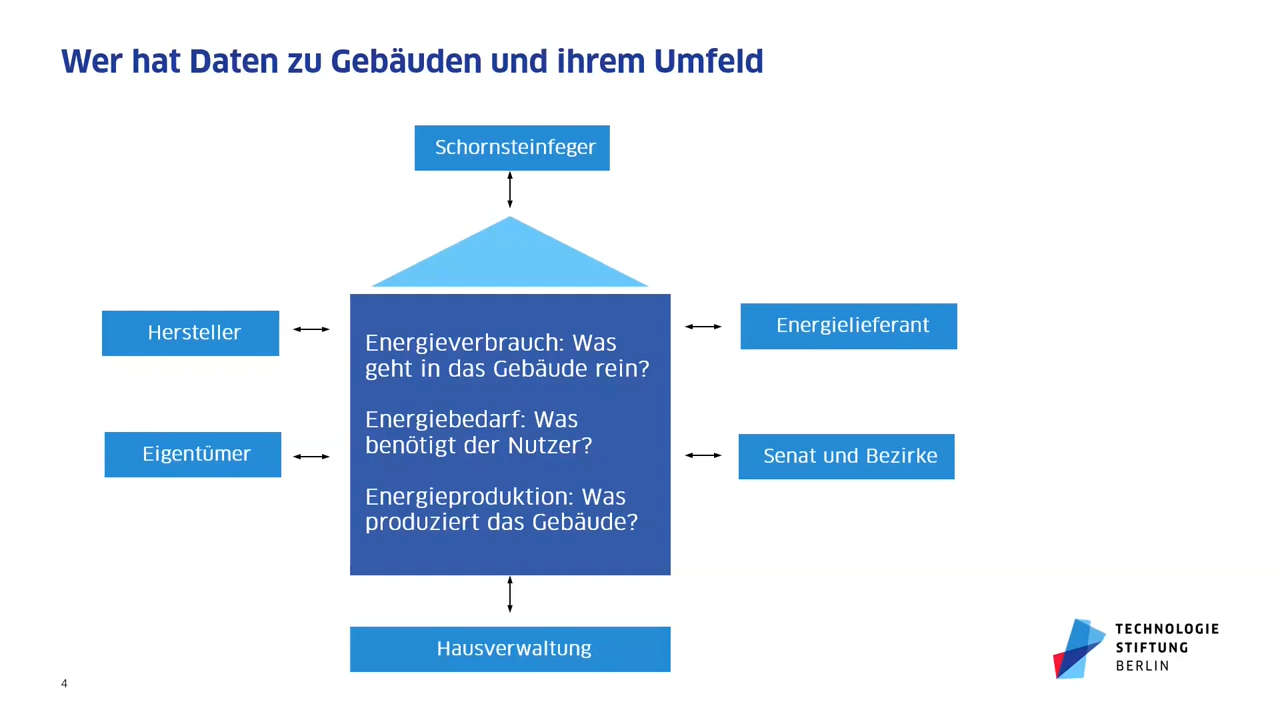 Wer hat Daten zu Gebäuden und ihrem Umfeld
Schornsteinfeger
Hersteller
Energielieferant
Energieverbrauch: Was
geht in das Gebäude rein?
Energiebedarf: Was
benötigt der Nutzer?
Energieproduktion: Was
produziert das Gebäude?
Eigentümer
Senat und Bezirke
Hausverwaltung
TECHNOLOGIE
STIFTUNG
BERLIN
4